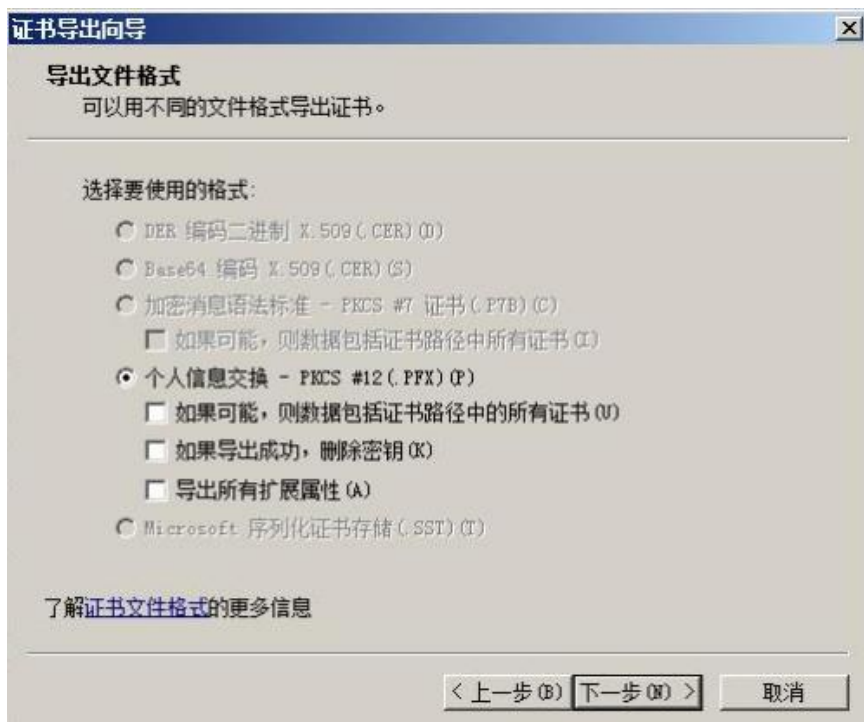 证书导出向导
导出文件格式
可以用不同的文件格式导出证书。
选择要使用的格式:
DER 编码二进制 X.509(.CER)(D)
Base64 编码 X.509(.CER)(S)
加密消息语法标准 - PKCS #7 证书(.P7B)(C)
如果可能，则数据包括证书路径中所有证书(I)
个人信息交换 - PKCS #12(.PFX)(P)
如果可能，则数据包括证书路径中的所有证书(U)
如果导出成功，删除密钥(K)
导出所有扩展属性(A)
Microsoft 序列化证书存储(.SST)(T)
了解证书文件格式的更多信息
< 上一步(B) 下一步(N) > 取消